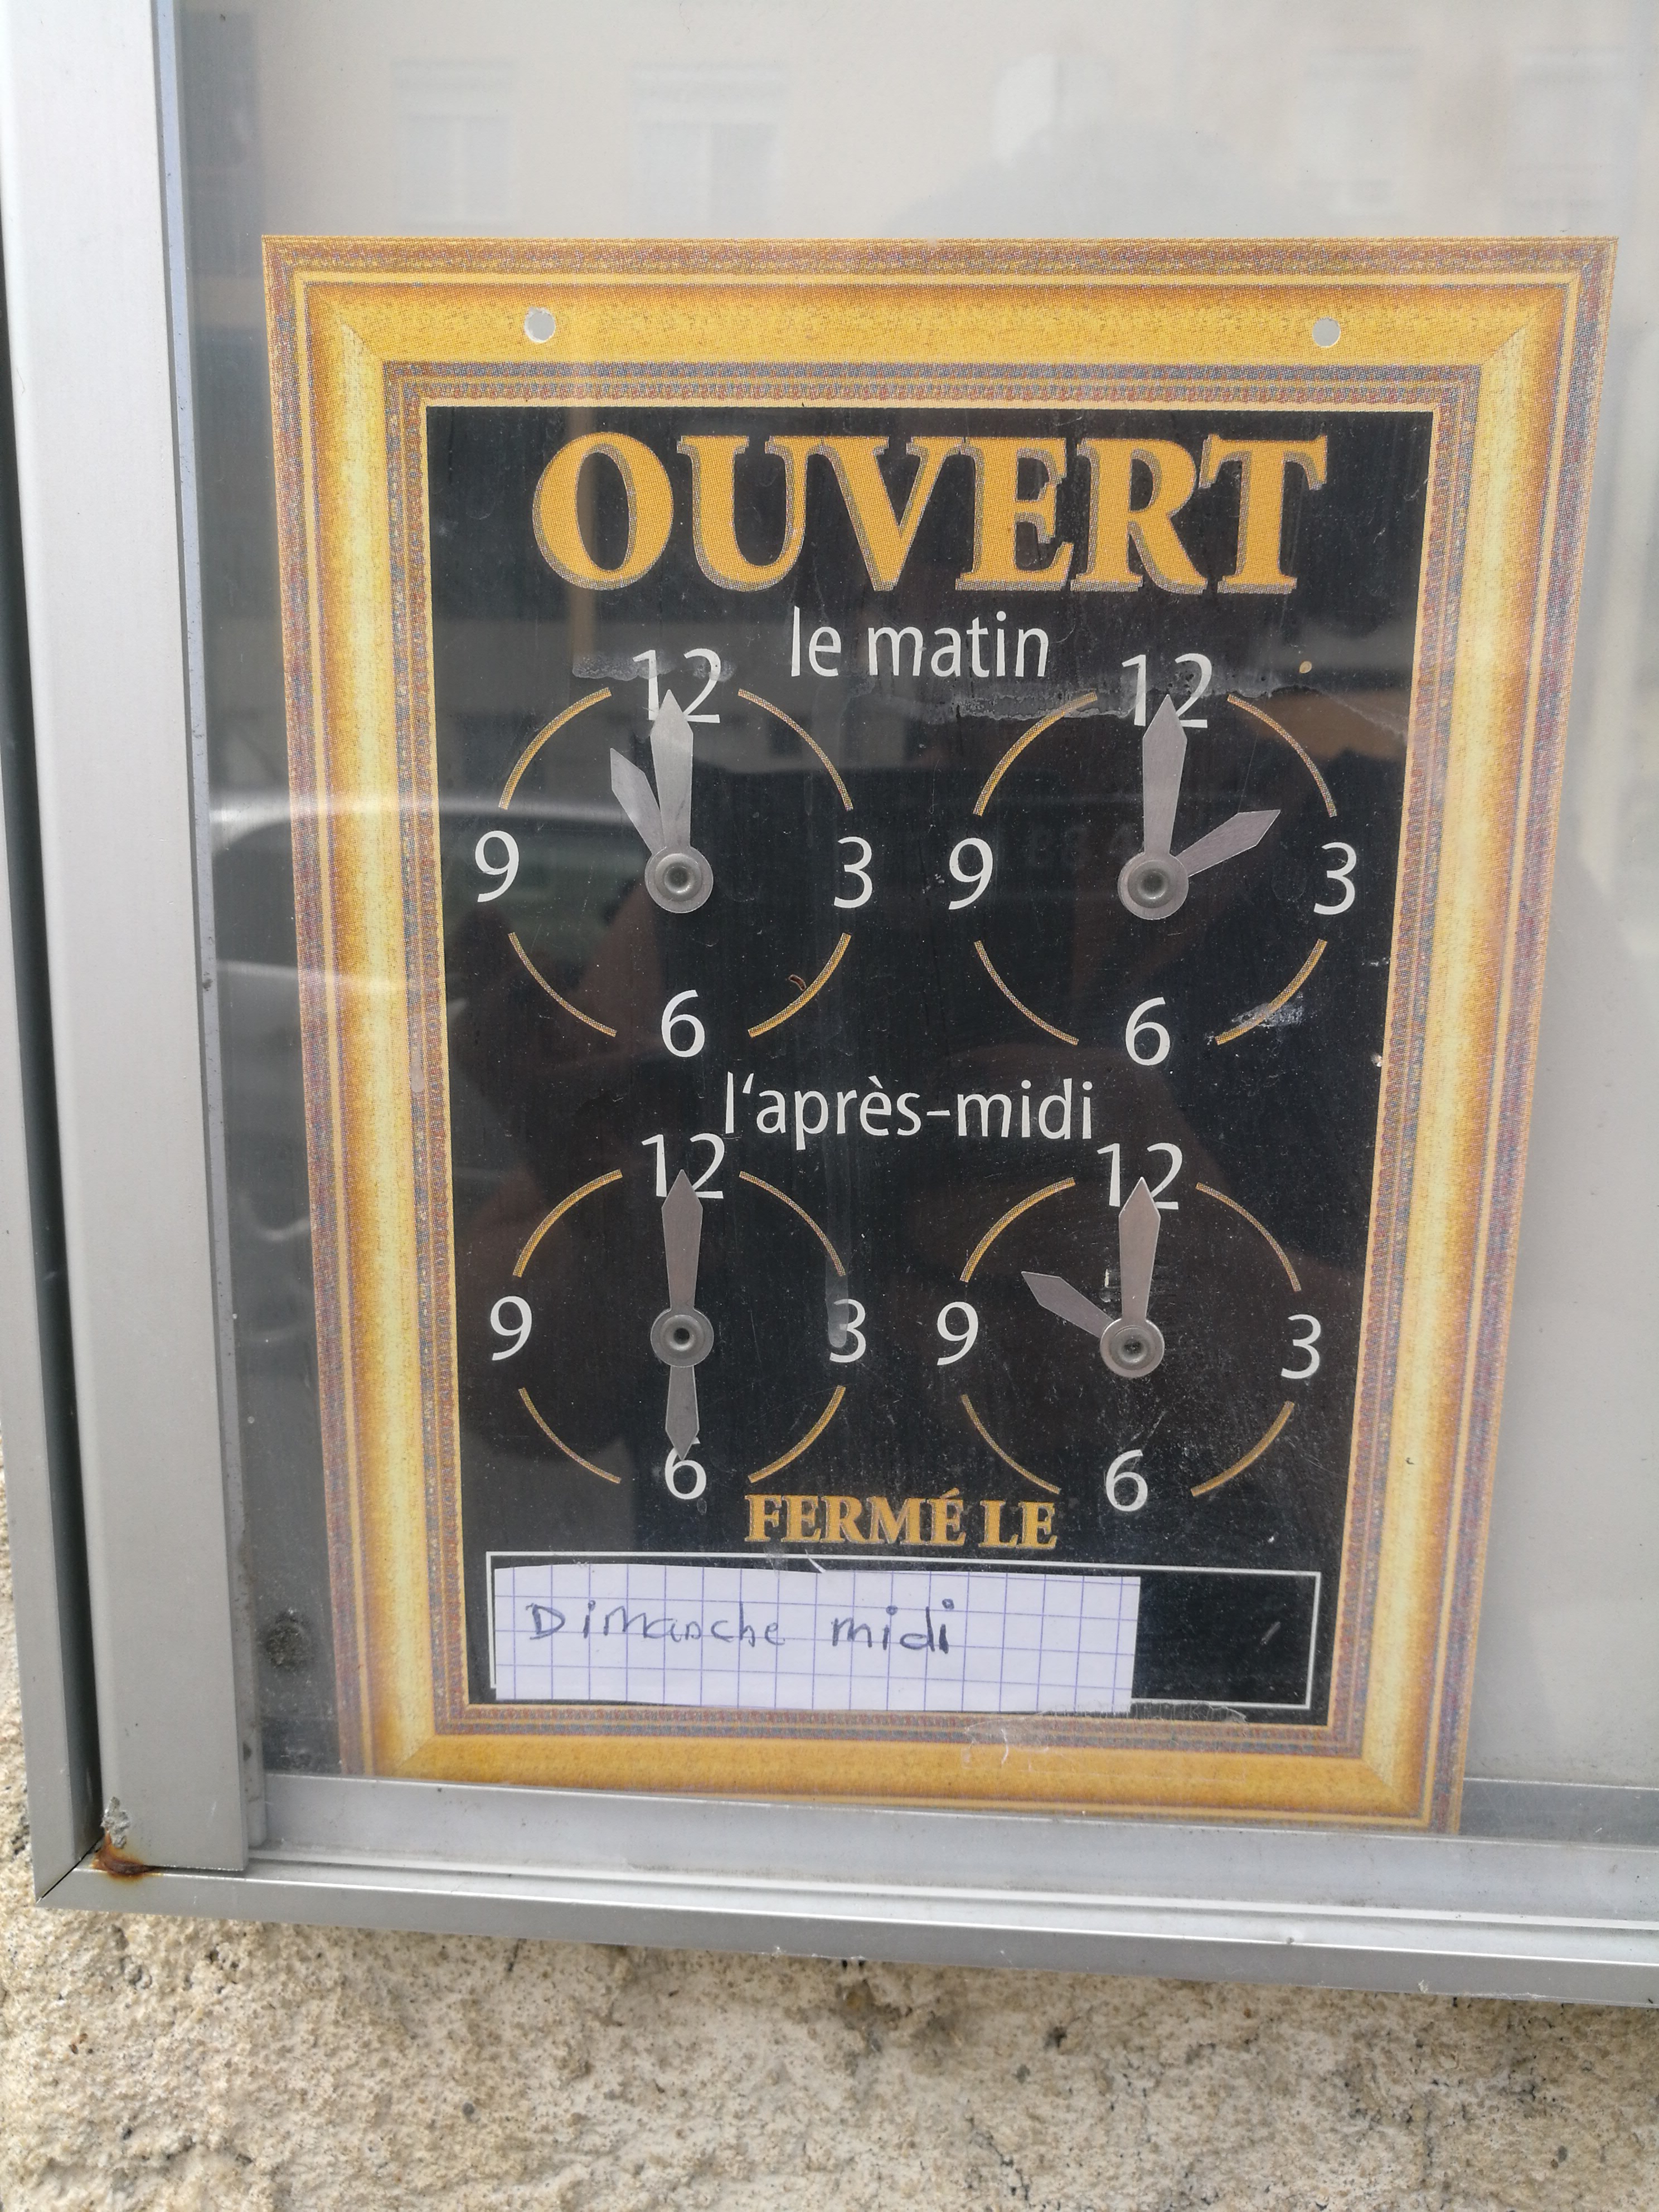 OUVERT
le matin
12 12
9 3 9 3
6 6
l'après-midi
12 12
9 3 9 3
6 6
FERMÉ LE
Dimanche midi